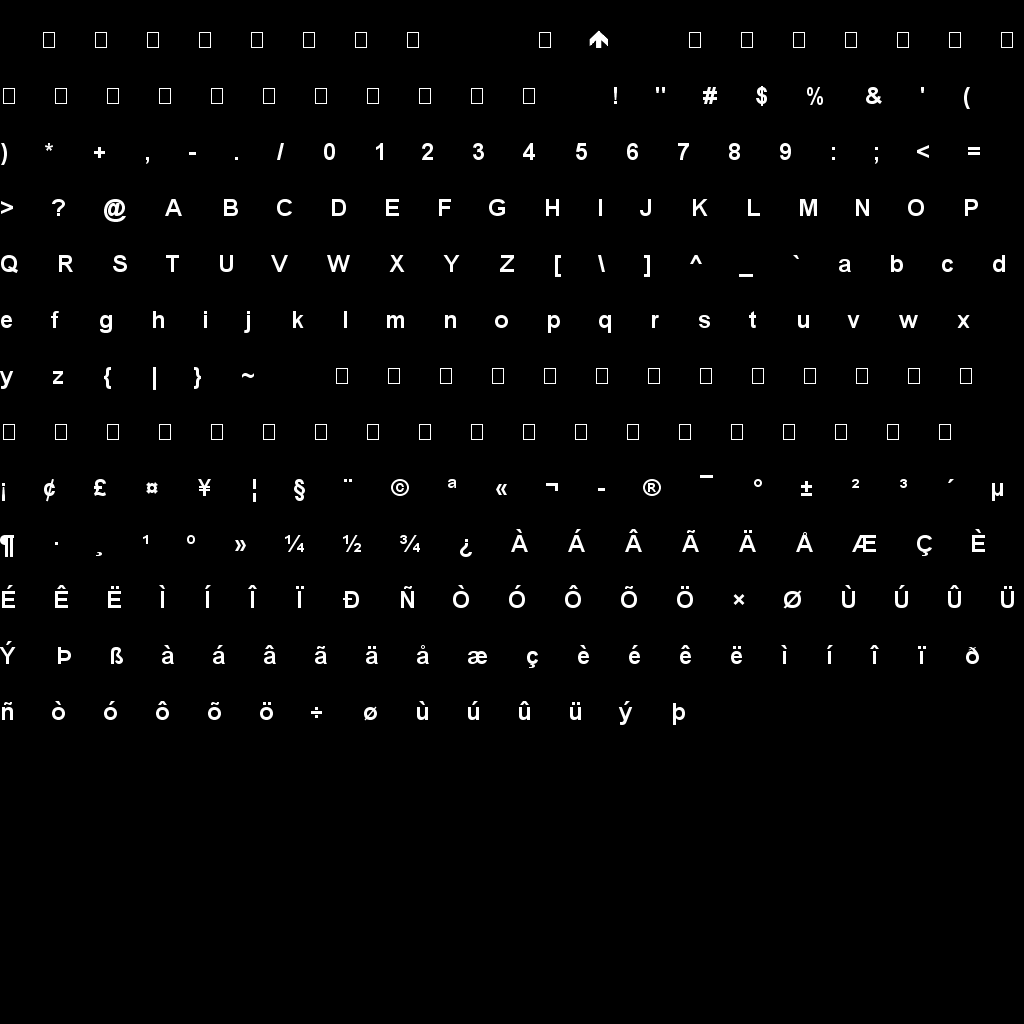 🡱
! " # $ % & ' (
) * + , - . / 0 1 2 3 4 5 6 7 8 9 : ; < =
> ? @ A B C D E F G H I J K L M N O P
Q R S T U V W X Y Z [ \ ] ^ _ ` a b c d
e f g h i j k l m n o p q r s t u v w x
y z { | } ~
¡ ¢ £ ¤ ¥ ¦ § ¨ © ª « ¬ - ® ¯ ° ± ² ³ ´ µ
¶ · ¸ ¹ º » ¼ ½ ¾ ¿ À Á Â Ã Ä Å Æ Ç È
É Ê Ë Ì Í Î Ï Ð Ñ Ò Ó Ô Õ Ö × Ø Ù Ú Û Ü
Ý Þ ß à á â ã ä å æ ç è é ê ë ì í î ï ð
ñ ò ó ô õ ö ÷ ø ù ú û ü ý þ